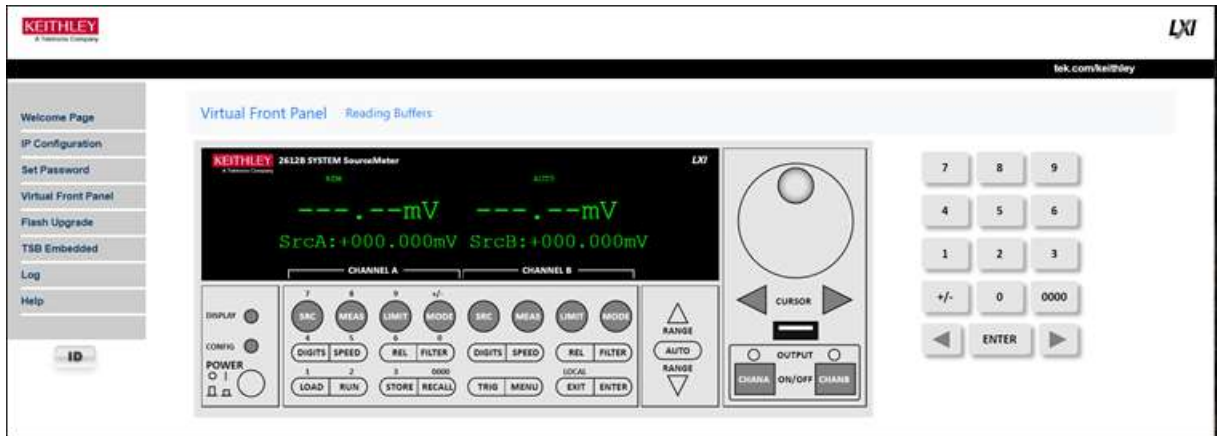 KEITHLEY
A Tektronix Company
LXI
tek.com/keithley
Welcome Page
IP Configuration
Set Password
Virtual Front Panel
Flash Upgrade
TSB Embedded
Log
Help
ID
Virtual Front Panel Reading Buffers
KEITHLEY 2612B SYSTEM SourceMeter LXI
A Tektronix Company
REM AUTO
---.--mV ---.--mV
SrcA:+000.000mV SrcB:+000.000mV
CHANNEL A CHANNEL B
7 8 9 +/-
DISPLAY SRC MEAS LIMIT MODE SRC MEAS LIMIT MODE
4 5 6 0
CONFIG DIGITS SPEED REL FILTER DIGITS SPEED REL FILTER
POWER
1 2 3 0000 LOCAL
LOAD RUN STORE RECALL TRIG MENU EXIT ENTER
RANGE
AUTO
RANGE
CURSOR
OUTPUT
CHANA ON/OFF CHANB
7 8 9
4 5 6
1 2 3
+/- 0 0000
ENTER